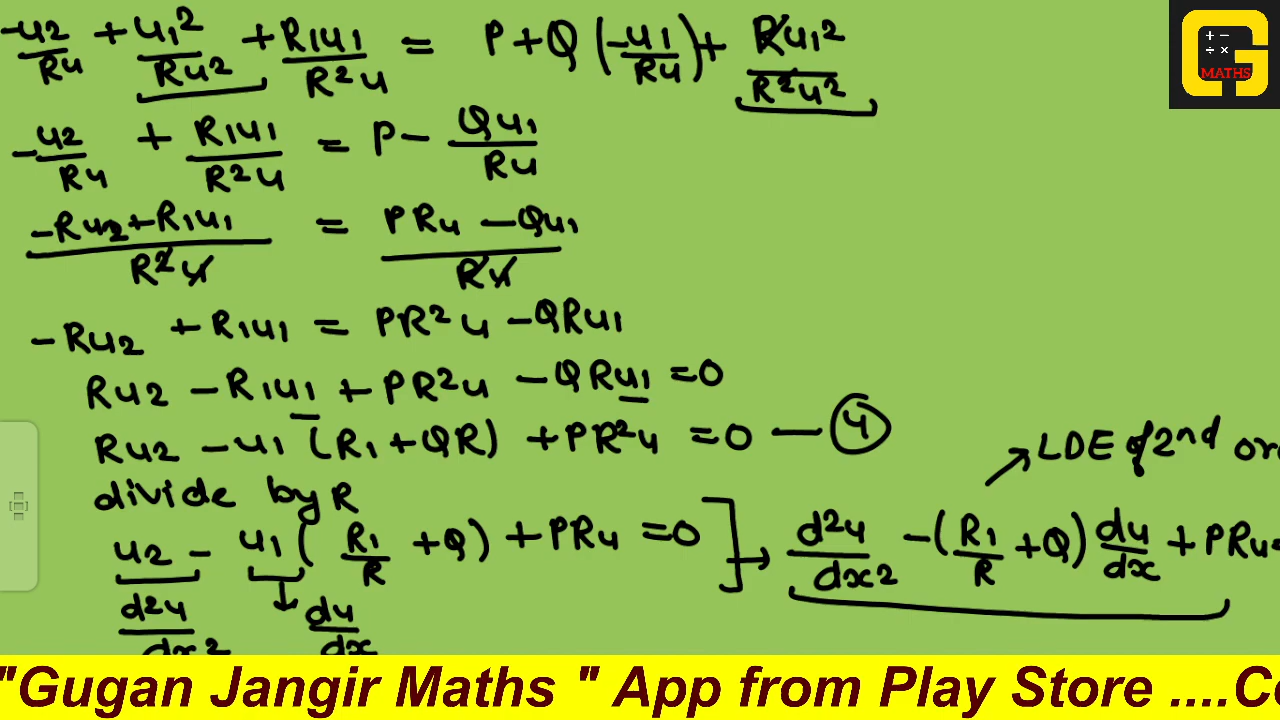 -u2/Ru + u1²/Ru² + R1u1/R²u = P + Q (-u1/Ru) + Ru1²/R²u²
+ -
÷ ×
MATHS
-u2/Ru + R1u1/R²u = P - Qu1/Ru
-Ru2+R1u1/R²u = PRu - Qu1/Ru
-Ru2 + R1u1 = PR²u - QRu1
Ru2 - R1u1 + PR²u - QRu1 = 0
Ru2 - u1 (R1+QR) + PR²u = 0 — 4
→ LDE of 2nd or
divide by R
u2 - u1 (R1/R + Q) + PRu = 0 ] → d²u/dx² - (R1/R + Q) du/dx + PRu=
d²u/dx² ↓ du/dx
"Gugan Jangir Maths " App from Play Store ....Co